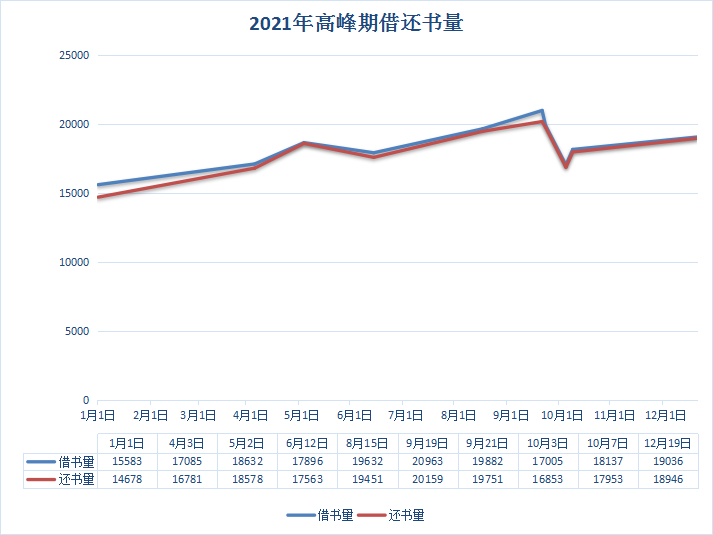 2021年高峰期借还书量
25000
20000
15000
10000
5000
0
1月1日 2月1日 3月1日 4月1日 5月1日 6月1日 7月1日 8月1日 9月1日 10月1日 11月1日 12月1日
1月1日 4月3日 5月2日 6月12日 8月15日 9月19日 9月21日 10月3日 10月7日 12月19日
借书量 15583 17085 18632 17896 19632 20963 19882 17005 18137 19036
还书量 14678 16781 18578 17563 19451 20159 19751 16853 17953 18946
借书量 还书量